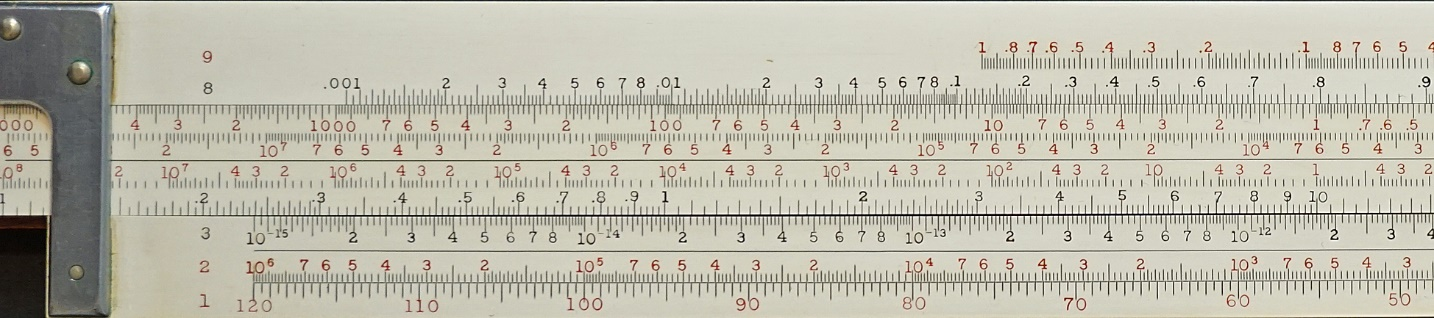 9 1 .8 .7 .6 .5 .4 .3 .2 .1 8 7 6 5 4
8 .001 2 3 4 5 6 7 8 .01 2 3 4 5 6 7 8 .1 .2 .3 .4 .5 .6 .7 .8 .9
000 4 3 2 1000 7 6 5 4 3 2 100 7 6 5 4 3 2 10 7 6 5 4 3 2 1 .7 .6 .5
6 5 2 10⁷ 7 6 5 4 3 2 10⁶ 7 6 5 4 3 2 10⁵ 7 6 5 4 3 2 10⁴ 7 6 5 4 3
10⁸ 2 10⁷ 4 3 2 10⁶ 4 3 2 10⁵ 4 3 2 10⁴ 4 3 2 10³ 4 3 2 10² 4 3 2 10 4 3 2 1 4 3 2
1 .2 .3 .4 .5 .6 .7 .8 .9 1 2 3 4 5 6 7 8 9 10
3 10⁻¹⁵ 2 3 4 5 6 7 8 10⁻¹⁴ 2 3 4 5 6 7 8 10⁻¹³ 2 3 4 5 6 7 8 10⁻¹² 2 3 4
2 10⁶ 7 6 5 4 3 2 10⁵ 7 6 5 4 3 2 10⁴ 7 6 5 4 3 2 10³ 7 6 5 4 3
1 120 110 100 90 80 70 60 50